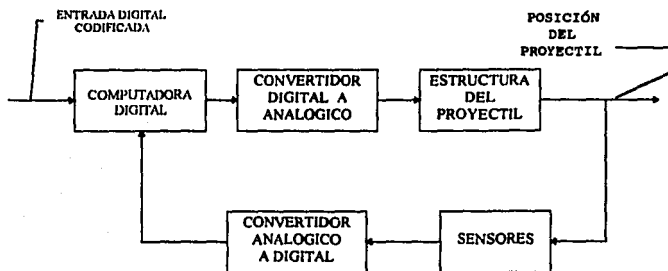 ENTRADA DIGITAL
CODIFICADA
POSICIÓN
DEL
PROYECTIL
COMPUTADORA
DIGITAL
CONVERTIDOR
DIGITAL A
ANALOGICO
ESTRUCTURA
DEL
PROYECTIL
CONVERTIDOR
ANALOGICO
A DIGITAL
SENSORES